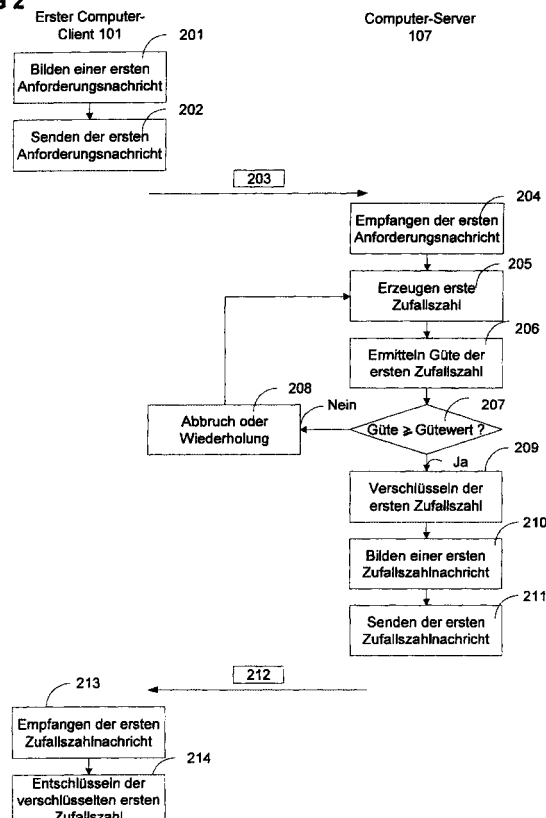 g 2
Erster Computer-
Client 101
Computer-Server
107
201
Bilden einer ersten
Anforderungsnachricht
202
Senden der ersten
Anforderungsnachricht
203
204
Empfangen der ersten
Anforderungsnachricht
205
Erzeugen erste
Zufallszahl
206
Ermitteln Güte der
ersten Zufallszahl
207
Güte ≥ Gütewert ?
Nein
208
Abbruch oder
Wiederholung
Ja
209
Verschlüsseln der
ersten Zufallszahl
210
Bilden einer ersten
Zufallszahlnachricht
211
Senden der ersten
Zufallszahlnachricht
212
213
Empfangen der ersten
Zufallszahlnachricht
214
Entschlüsseln der
verschlüsselten ersten
Zufallszahl